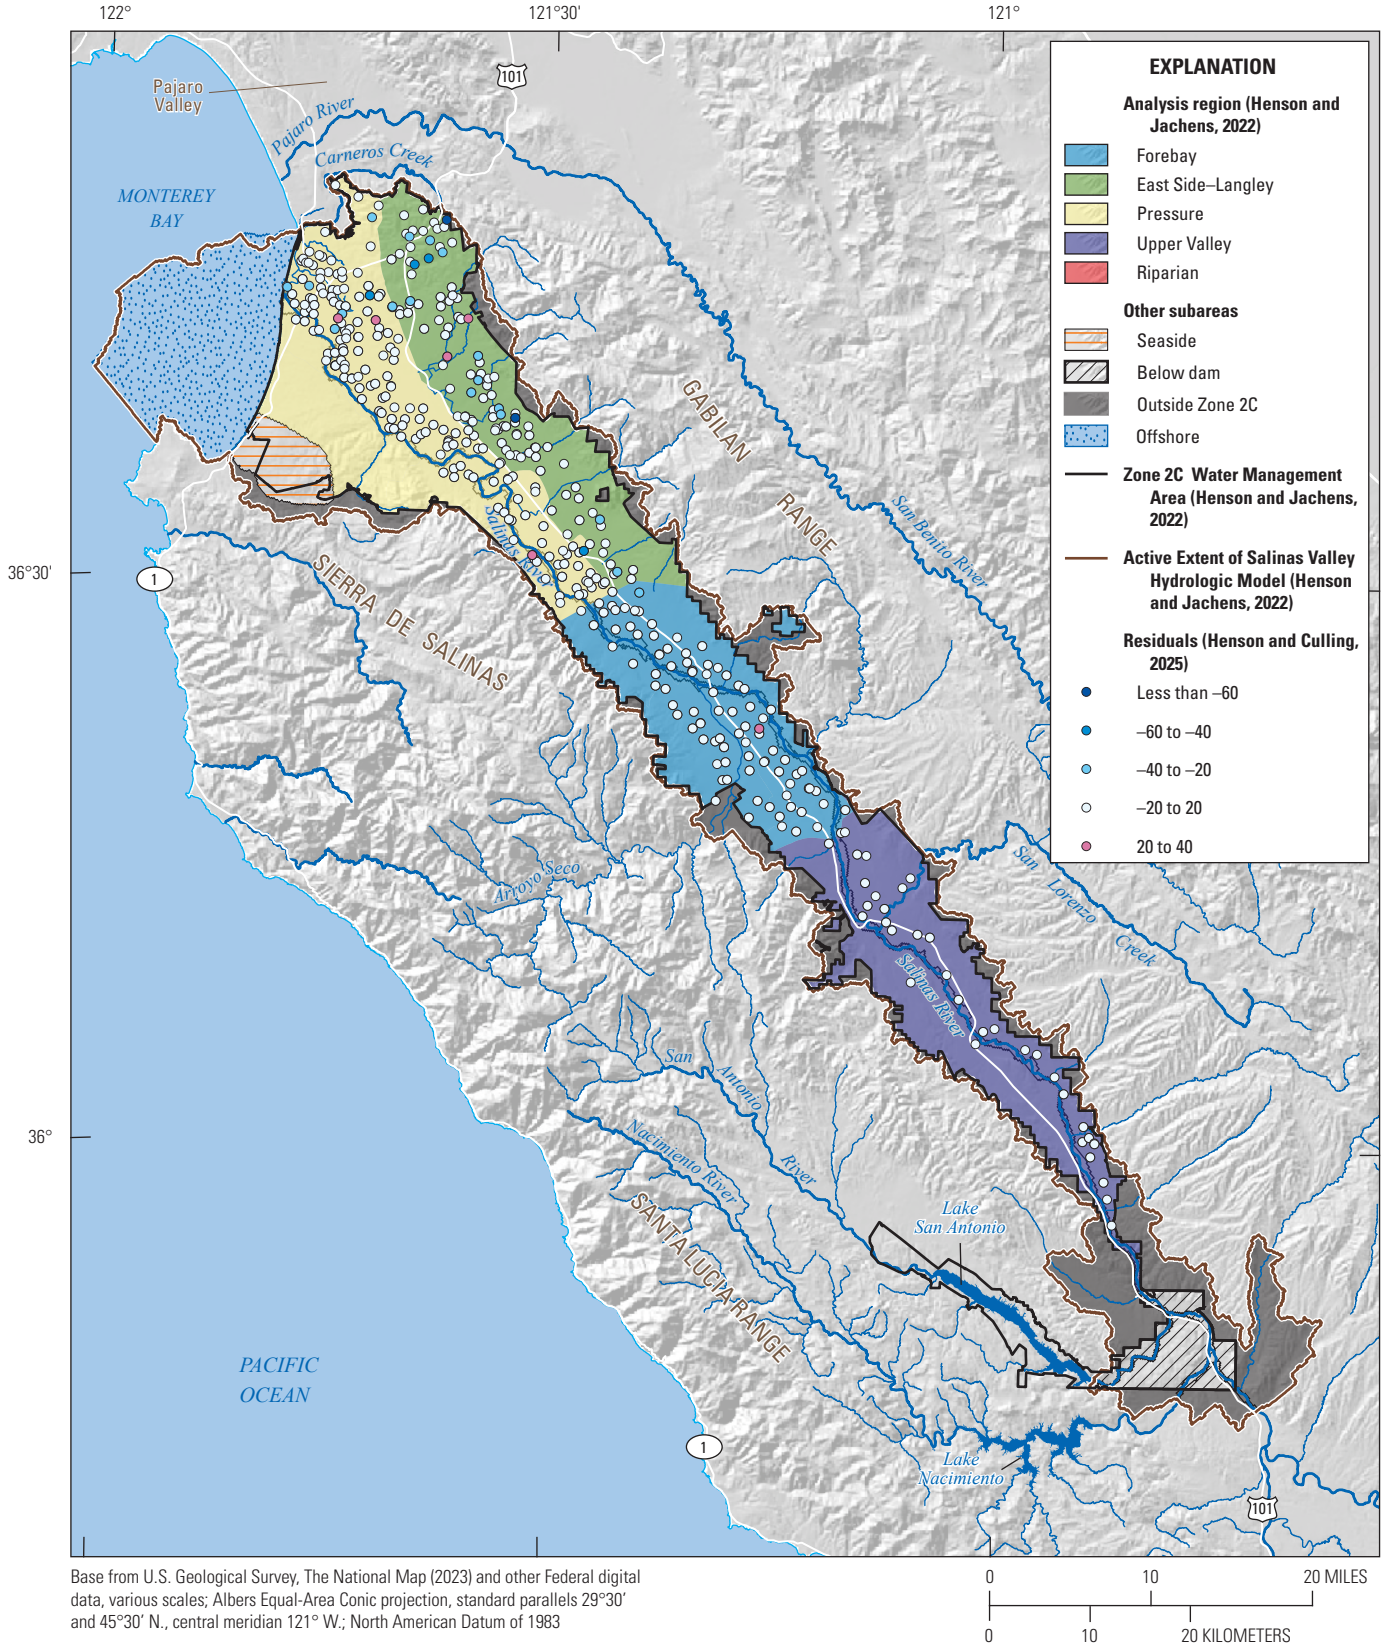 122°
121°30'
121°
101
Pajaro
Valley
Pajaro River
Carneros Creek
MONTEREY
BAY
GABILAN
RANGE
San Benito River
Salinas River
36°30'
1
SIERRA DE SALINAS
Arroyo Seco
San Lorenzo Creek
Salinas River
San Antonio River
36°
Nacimiento River
SANTA LUCIA RANGE
Lake
San Antonio
PACIFIC
OCEAN
1
Lake
Nacimiento
101
EXPLANATION
Analysis region (Henson and
Jachens, 2022)
Forebay
East Side–Langley
Pressure
Upper Valley
Riparian
Other subareas
Seaside
Below dam
Outside Zone 2C
Offshore
Zone 2C Water Management
Area (Henson and Jachens,
2022)
Active Extent of Salinas Valley
Hydrologic Model (Henson
and Jachens, 2022)
Residuals (Henson and Culling,
2025)
Less than –60
–60 to –40
–40 to –20
–20 to 20
20 to 40
Base from U.S. Geological Survey, The National Map (2023) and other Federal digital
data, various scales; Albers Equal-Area Conic projection, standard parallels 29°30'
and 45°30' N., central meridian 121° W.; North American Datum of 1983
0 10 20 MILES
0 10 20 KILOMETERS